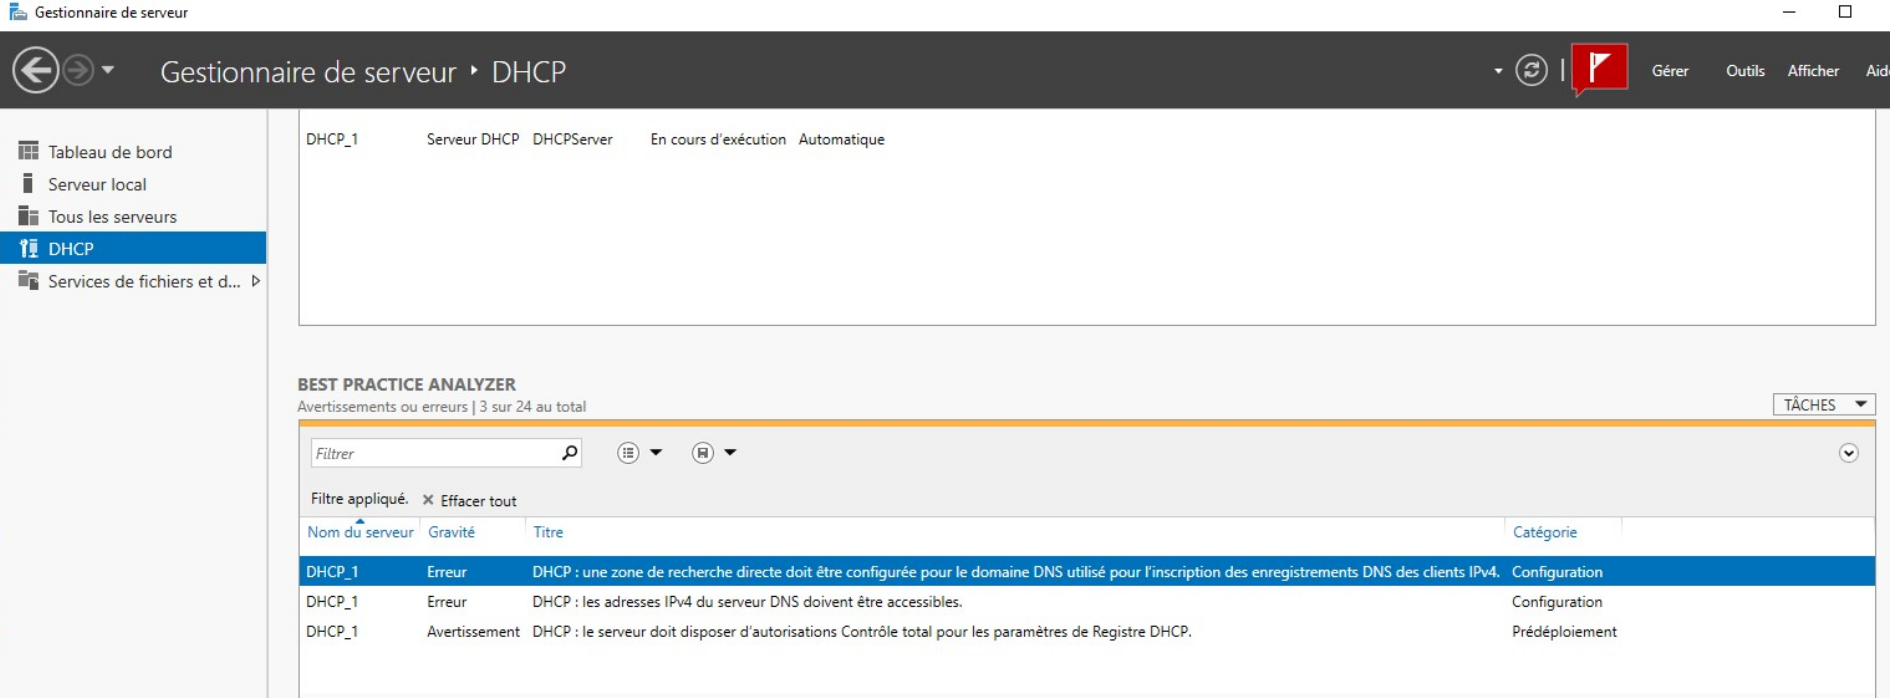 Gestionnaire de serveur
Gestionnaire de serveur ‣ DHCP
Gérer Outils Afficher
Tableau de bord
Serveur local
Tous les serveurs
DHCP
Services de fichiers et d...
DHCP_1 Serveur DHCP DHCPServer En cours d'exécution Automatique
BEST PRACTICE ANALYZER
Avertissements ou erreurs | 3 sur 24 au total
TÂCHES
Filtrer
Filtre appliqué. × Effacer tout
Nom du serveur Gravité Titre Catégorie
DHCP_1 Erreur DHCP : une zone de recherche directe doit être configurée pour le domaine DNS utilisé pour l'inscription des enregistrements DNS des clients IPv4. Configuration
DHCP_1 Erreur DHCP : les adresses IPv4 du serveur DNS doivent être accessibles. Configuration
DHCP_1 Avertissement DHCP : le serveur doit disposer d'autorisations Contrôle total pour les paramètres de Registre DHCP. Prédéploiement